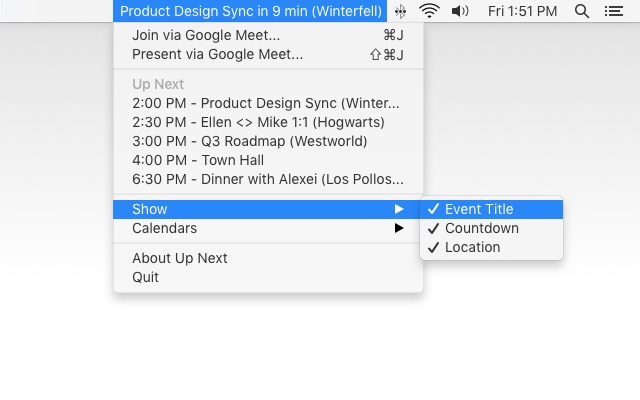 Product Design Sync in 9 min (Winterfell)
Fri 1:51 PM
Join via Google Meet... ⌘J
Present via Google Meet... ⇧⌘J
Up Next
2:00 PM - Product Design Sync (Winter...
2:30 PM - Ellen <> Mike 1:1 (Hogwarts)
3:00 PM - Q3 Roadmap (Westworld)
4:00 PM - Town Hall
6:30 PM - Dinner with Alexei (Los Pollos...
Show
Event Title
Calendars
Countdown
Location
About Up Next
Quit